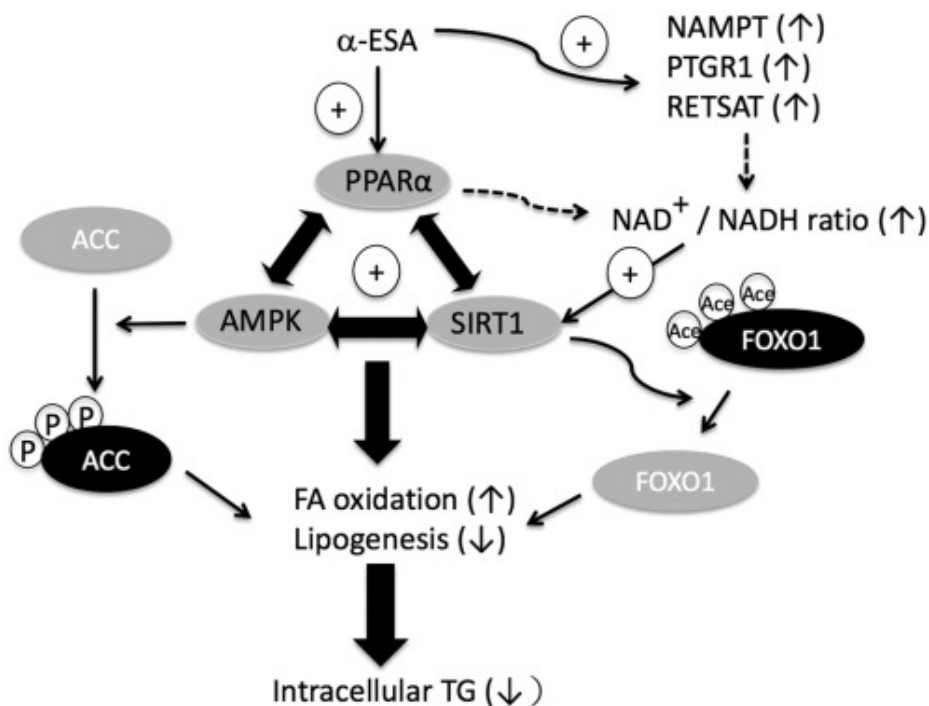 α-ESA
+
NAMPT (↑)
PTGR1 (↑)
RETSAT (↑)
+
PPARα
NAD⁺ / NADH ratio (↑)
ACC
+
+
AMPK
SIRT1
Ace
Ace
Ace
FOXO1
P
P
P
ACC
FOXO1
FA oxidation (↑)
Lipogenesis (↓)
Intracellular TG (↓)